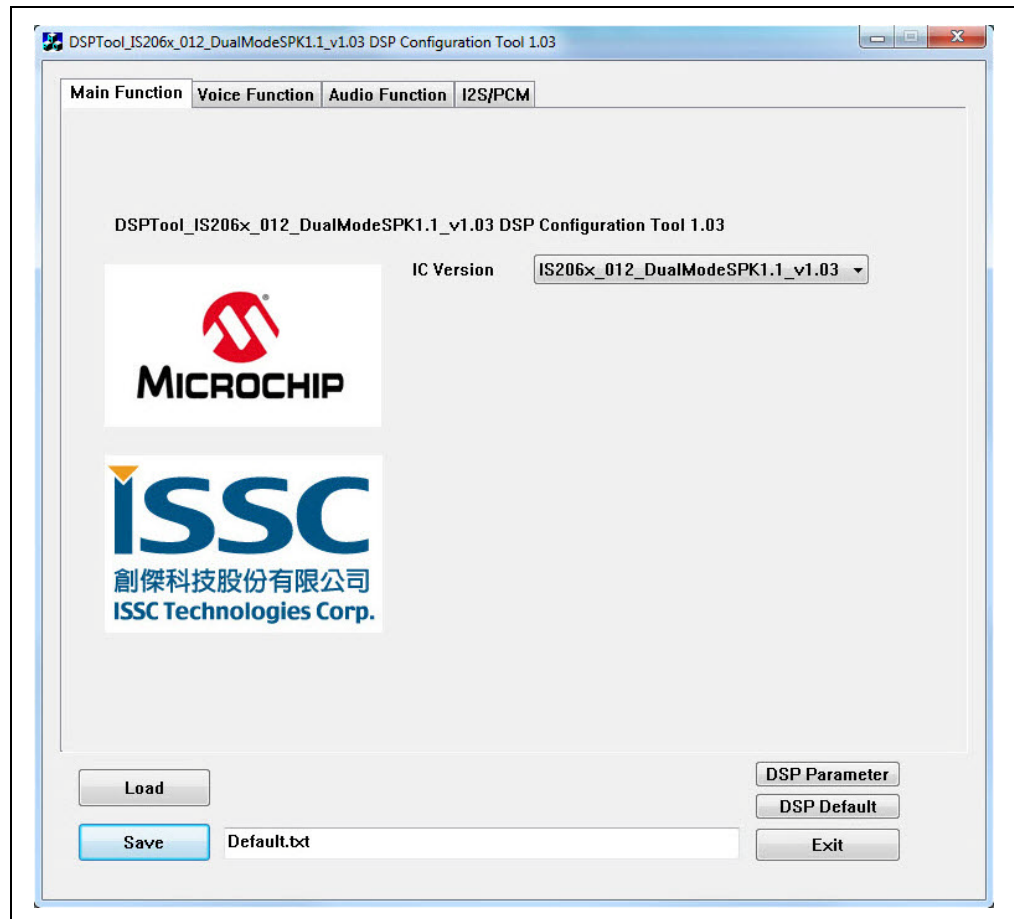 DSPTool_IS206x_012_DualModeSPK1.1_v1.03 DSP Configuration Tool 1.03
Main Function Voice Function Audio Function I2S/PCM
DSPTool_IS206x_012_DualModeSPK1.1_v1.03 DSP Configuration Tool 1.03
IC Version IS206x_012_DualModeSPK1.1_v1.03
MICROCHIP
ISSC
創傑科技股份有限公司
ISSC Technologies Corp.
Load
DSP Parameter
DSP Default
Save Default.txt Exit